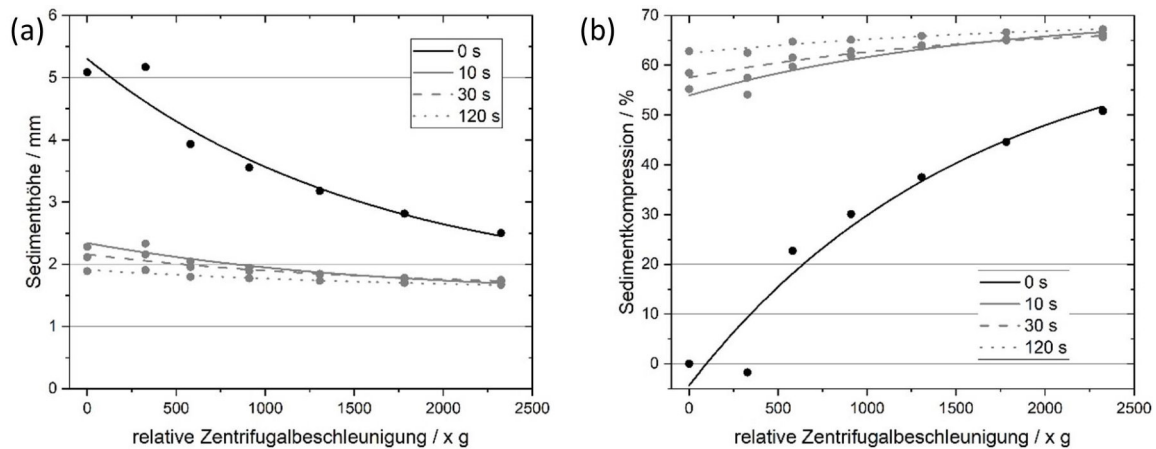 (a)
Sedimenthöhe / mm
6
5
4
3
2
1
0
0 s
10 s
30 s
120 s
0 500 1000 1500 2000 2500
relative Zentrifugalbeschleunigung / x g
(b)
Sedimentkompression / %
70
60
50
40
30
20
10
0
0 s
10 s
30 s
120 s
0 500 1000 1500 2000 2500
relative Zentrifugalbeschleunigung / x g